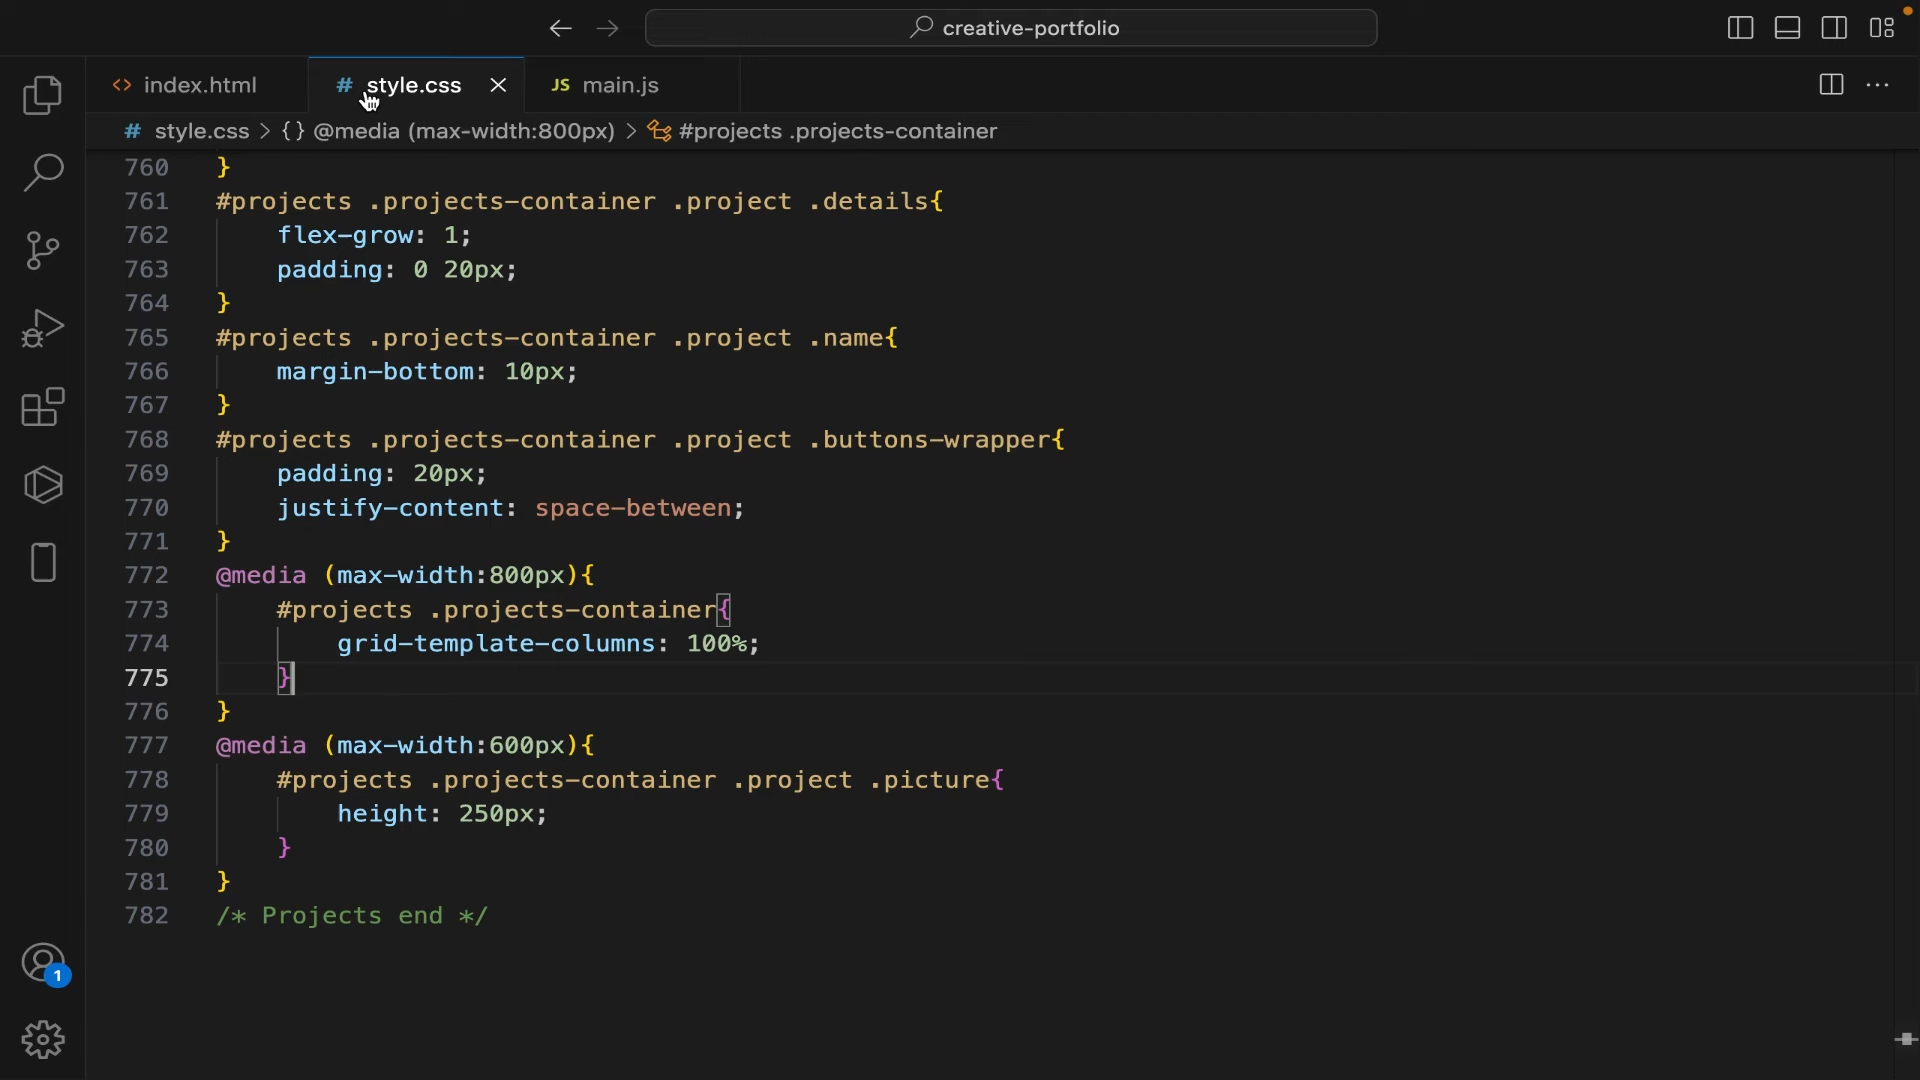 creative-portfolio
<> index.html
# style.css
JS main.js
# style.css > {} @media (max-width:800px) > #projects .projects-container
760 }
761 #projects .projects-container .project .details{
762     flex-grow: 1;
763     padding: 0 20px;
764 }
765 #projects .projects-container .project .name{
766     margin-bottom: 10px;
767 }
768 #projects .projects-container .project .buttons-wrapper{
769     padding: 20px;
770     justify-content: space-between;
771 }
772 @media (max-width:800px){
773     #projects .projects-container{
774         grid-template-columns: 100%;
775     }
776 }
777 @media (max-width:600px){
778     #projects .projects-container .project .picture{
779         height: 250px;
780     }
781 }
782 /* Projects end */
1